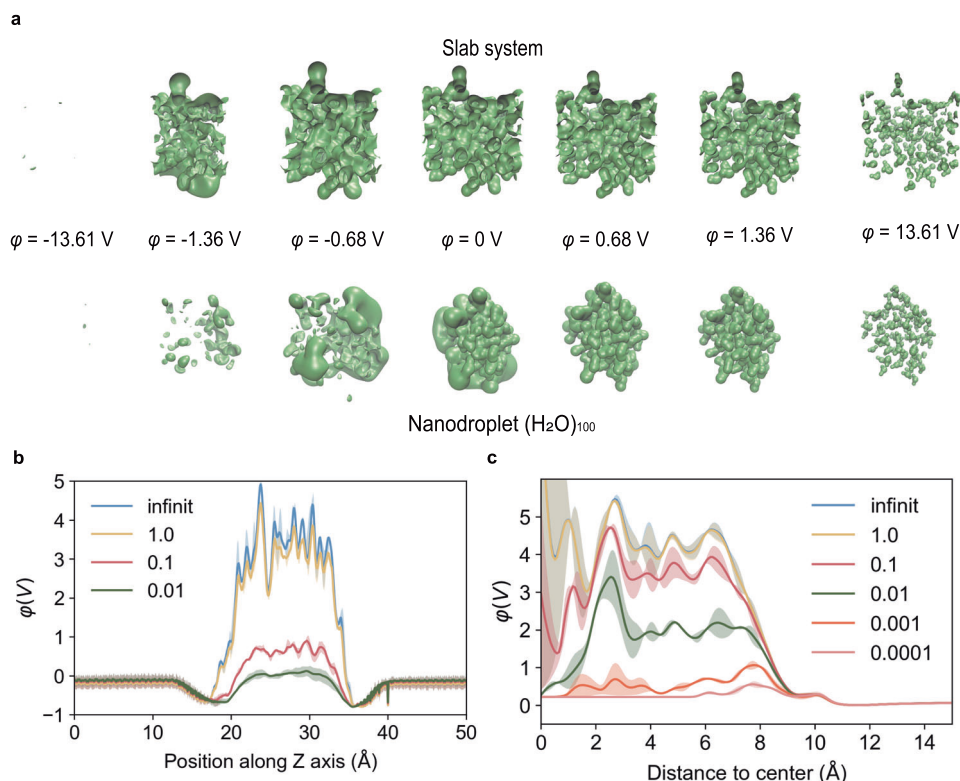 a
Slab system
φ = -13.61 V
φ = -1.36 V
φ = -0.68 V
φ = 0 V
φ = 0.68 V
φ = 1.36 V
φ = 13.61 V
Nanodroplet (H₂O)₁₀₀
b
φ(V)
5
4
3
2
1
0
−1
infinit
1.0
0.1
0.01
0
10
20
30
40
50
Position along Z axis (Å)
c
φ(V)
5
4
3
2
1
0
infinit
1.0
0.1
0.01
0.001
0.0001
0
2
4
6
8
10
12
14
Distance to center (Å)